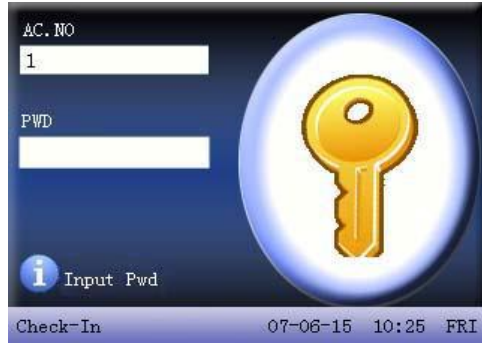 AC.NO
1
PWD
i Input Pwd
Check-In 07-06-15 10:25 FRI